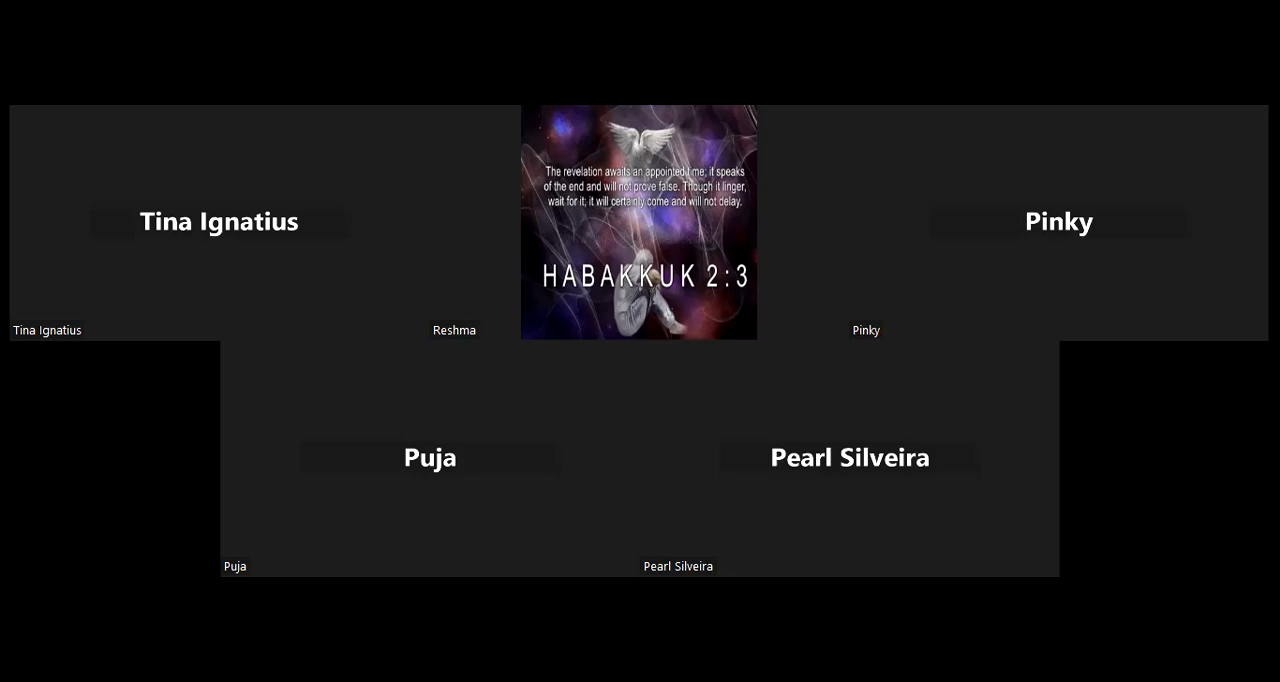 Tina Ignatius
Tina Ignatius
The revelation awaits an appointed time; it speaks
of the end and will not prove false. Though it linger,
wait for it; it will certainly come and will not delay.
HABAKKUK 2:3
Reshma
Pinky
Pinky
Puja
Puja
Pearl Silveira
Pearl Silveira